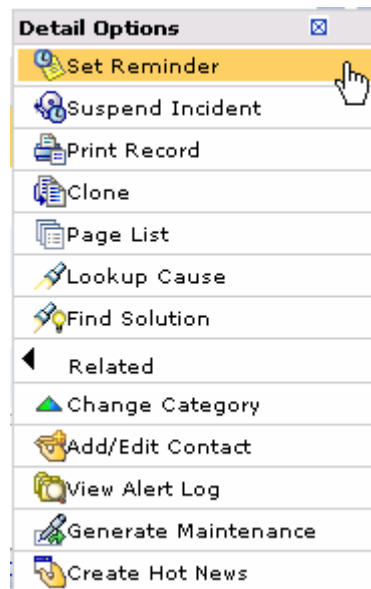 Detail Options
Set Reminder
Suspend Incident
Print Record
Clone
Page List
Lookup Cause
Find Solution
Related
Change Category
Add/Edit Contact
View Alert Log
Generate Maintenance
Create Hot News